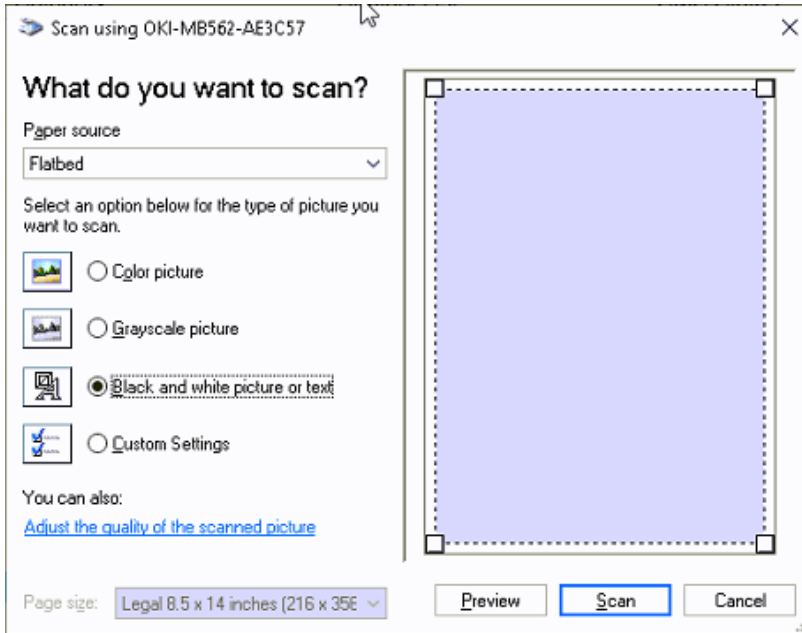 Scan using OKI-MB562-AE3C57
What do you want to scan?
Paper source
Flatbed
Select an option below for the type of picture you
want to scan.
Color picture
Grayscale picture
Black and white picture or text
Custom Settings
You can also:
Adjust the quality of the scanned picture
Page size: Legal 8.5 x 14 inches (216 x 356
Preview Scan Cancel